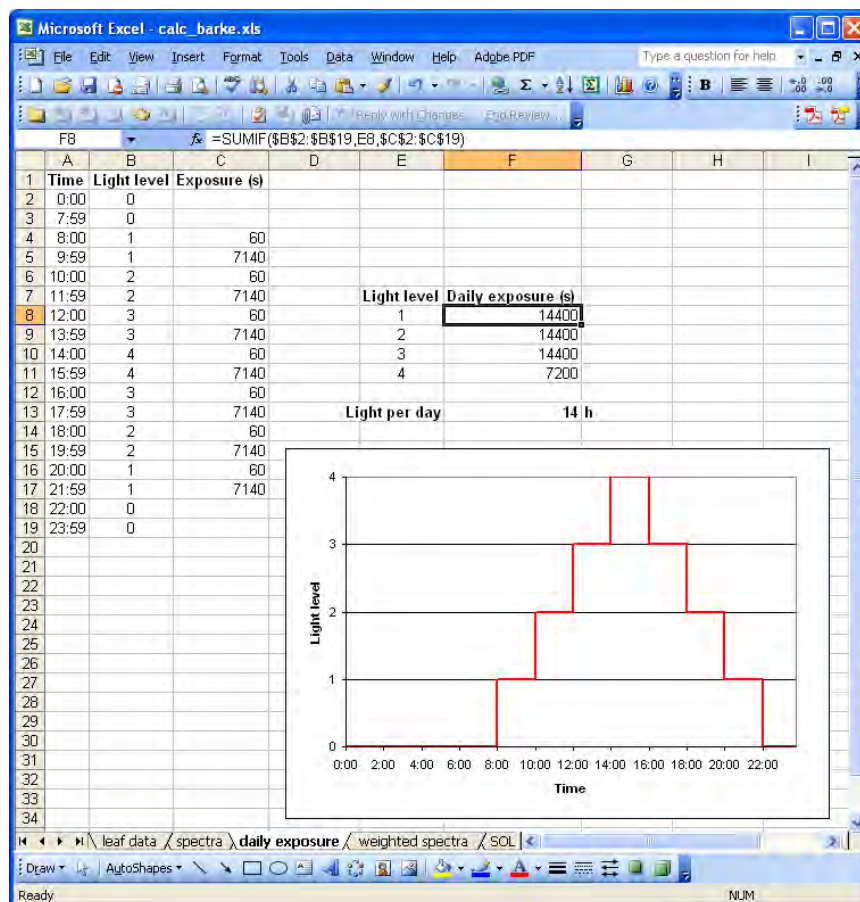 Microsoft Excel - calc_barke.xls
File Edit View Insert Format Tools Data Window Help Adobe PDF Type a question for help
Reply with Changes... End Review...
F8 fx =SUMIF($B$2:$B$19,E8,$C$2:$C$19)
A B C D E F G H I
1 Time Light level Exposure (s)
2 0:00 0
3 7:59 0
4 8:00 1 60
5 9:59 1 7140
6 10:00 2 60
7 11:59 2 7140 Light level Daily exposure (s)
8 12:00 3 60 1 14400
9 13:59 3 7140 2 14400
10 14:00 4 60 3 14400
11 15:59 4 7140 4 7200
12 16:00 3 60
13 17:59 3 7140 Light per day 14 h
14 18:00 2 60
15 19:59 2 7140
16 20:00 1 60
17 21:59 1 7140
18 22:00 0
19 23:59 0
20
21
22
23
24
25
26
27
28
29
30
31
32
33
34
Light level
4
3
2
1
0
0:00 2:00 4:00 6:00 8:00 10:00 12:00 14:00 16:00 18:00 20:00 22:00
Time
leaf data spectra daily exposure weighted spectra SOL
Draw AutoShapes
Ready NUM